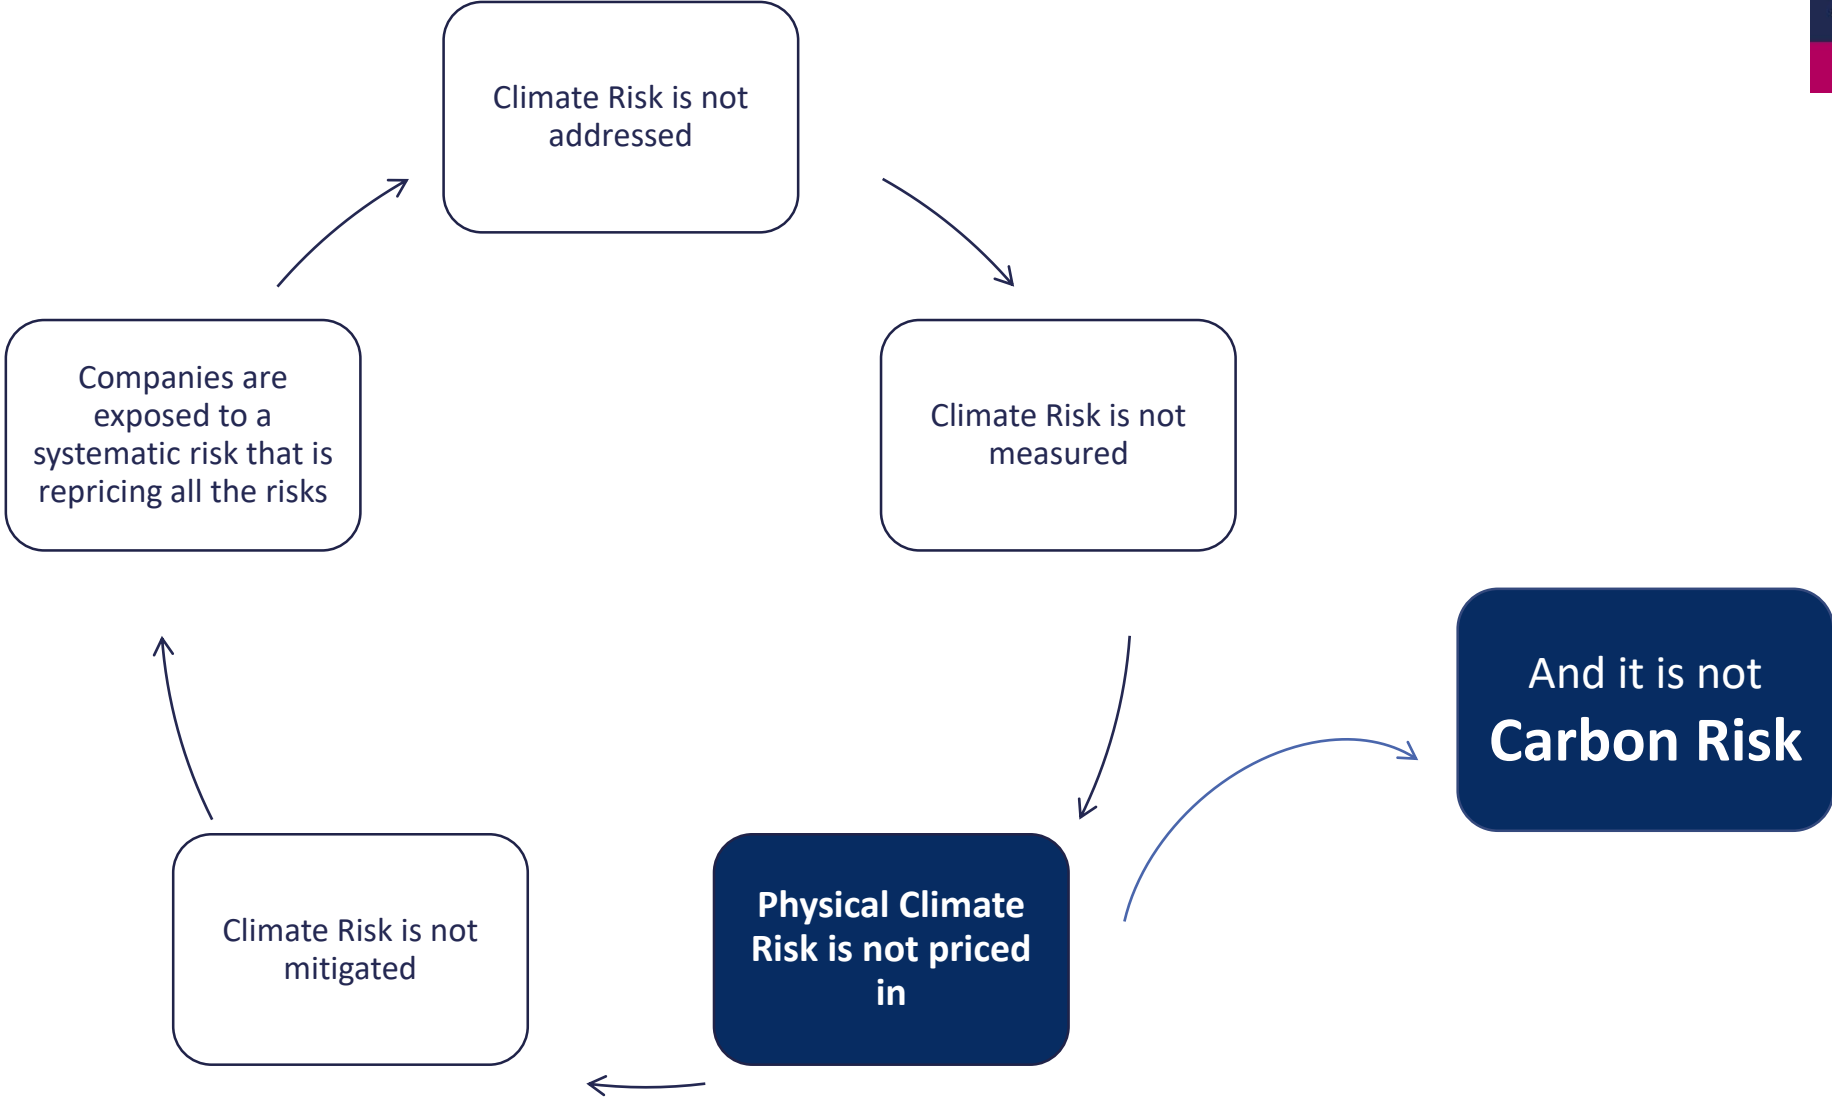 Climate Risk is not
addressed
Climate Risk is not
measured
Physical Climate
Risk is not priced
in
And it is not
Carbon Risk
Climate Risk is not
mitigated
Companies are
exposed to a
systematic risk that is
repricing all the risks